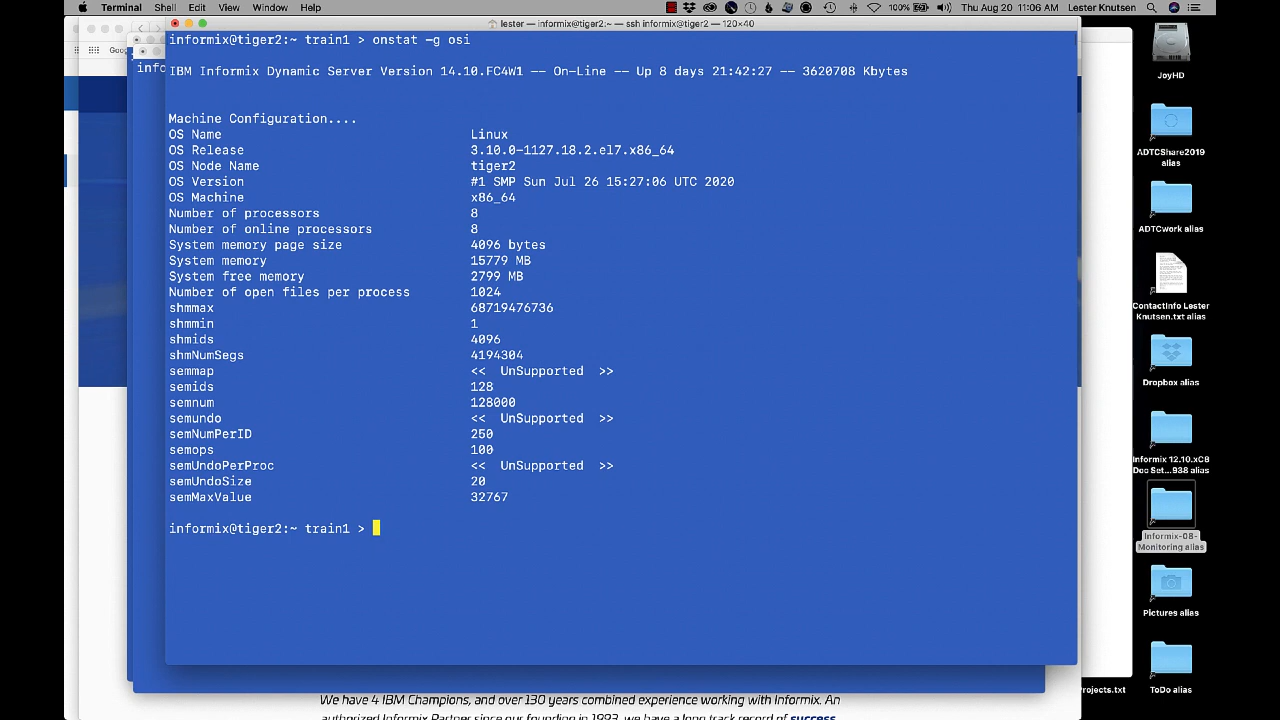 Terminal Shell Edit View Window Help
100% Thu Aug 20 11:06 AM Lester Knutsen
lester — informix@tiger2:~ — ssh informix@tiger2 — 120×40
Goo
info
informix@tiger2:~ train1 > onstat -g osi
IBM Informix Dynamic Server Version 14.10.FC4W1 -- On-Line -- Up 8 days 21:42:27 -- 3620708 Kbytes
Machine Configuration....
OS Name Linux
OS Release 3.10.0-1127.18.2.el7.x86_64
OS Node Name tiger2
OS Version #1 SMP Sun Jul 26 15:27:06 UTC 2020
OS Machine x86_64
Number of processors 8
Number of online processors 8
System memory page size 4096 bytes
System memory 15779 MB
System free memory 2799 MB
Number of open files per process 1024
shmmax 68719476736
shmmin 1
shmids 4096
shmNumSegs 4194304
semmap << UnSupported >>
semids 128
semnum 128000
semundo << UnSupported >>
semNumPerID 250
semops 100
semUndoPerProc << UnSupported >>
semUndoSize 20
semMaxValue 32767
informix@tiger2:~ train1 >
JoyHD
ADTCShare2019
alias
ADTCwork alias
ContactInfo Lester
Knutsen.txt alias
Dropbox alias
Informix 12.10.xC8
Doc Set...938 alias
Informix-08-
Monitoring alias
Pictures alias
rojects.txt
ToDo alias
We have 4 IBM Champions, and over 130 years combined experience working with Informix. An
authorized Informix Partner since our founding in 1993, we have a long track record of success